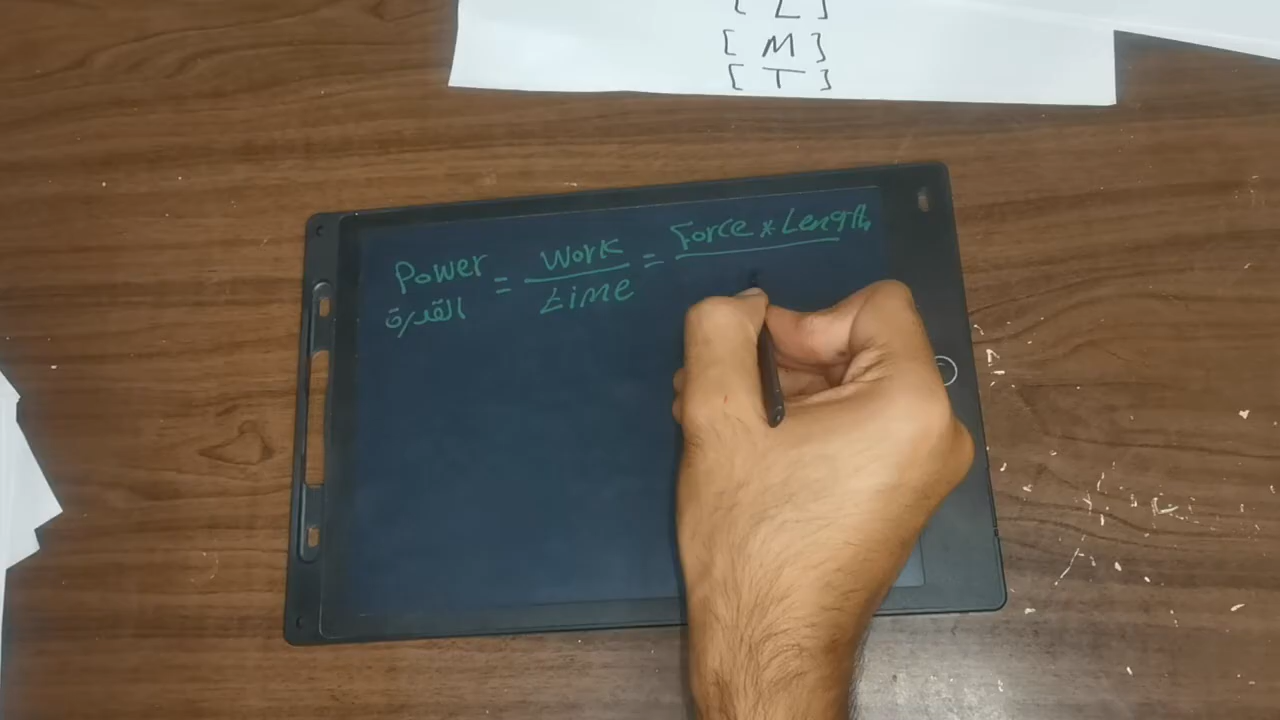 [ L ]
[ M ]
[ T ]
Power = Work / time = Force * Length
القدرة